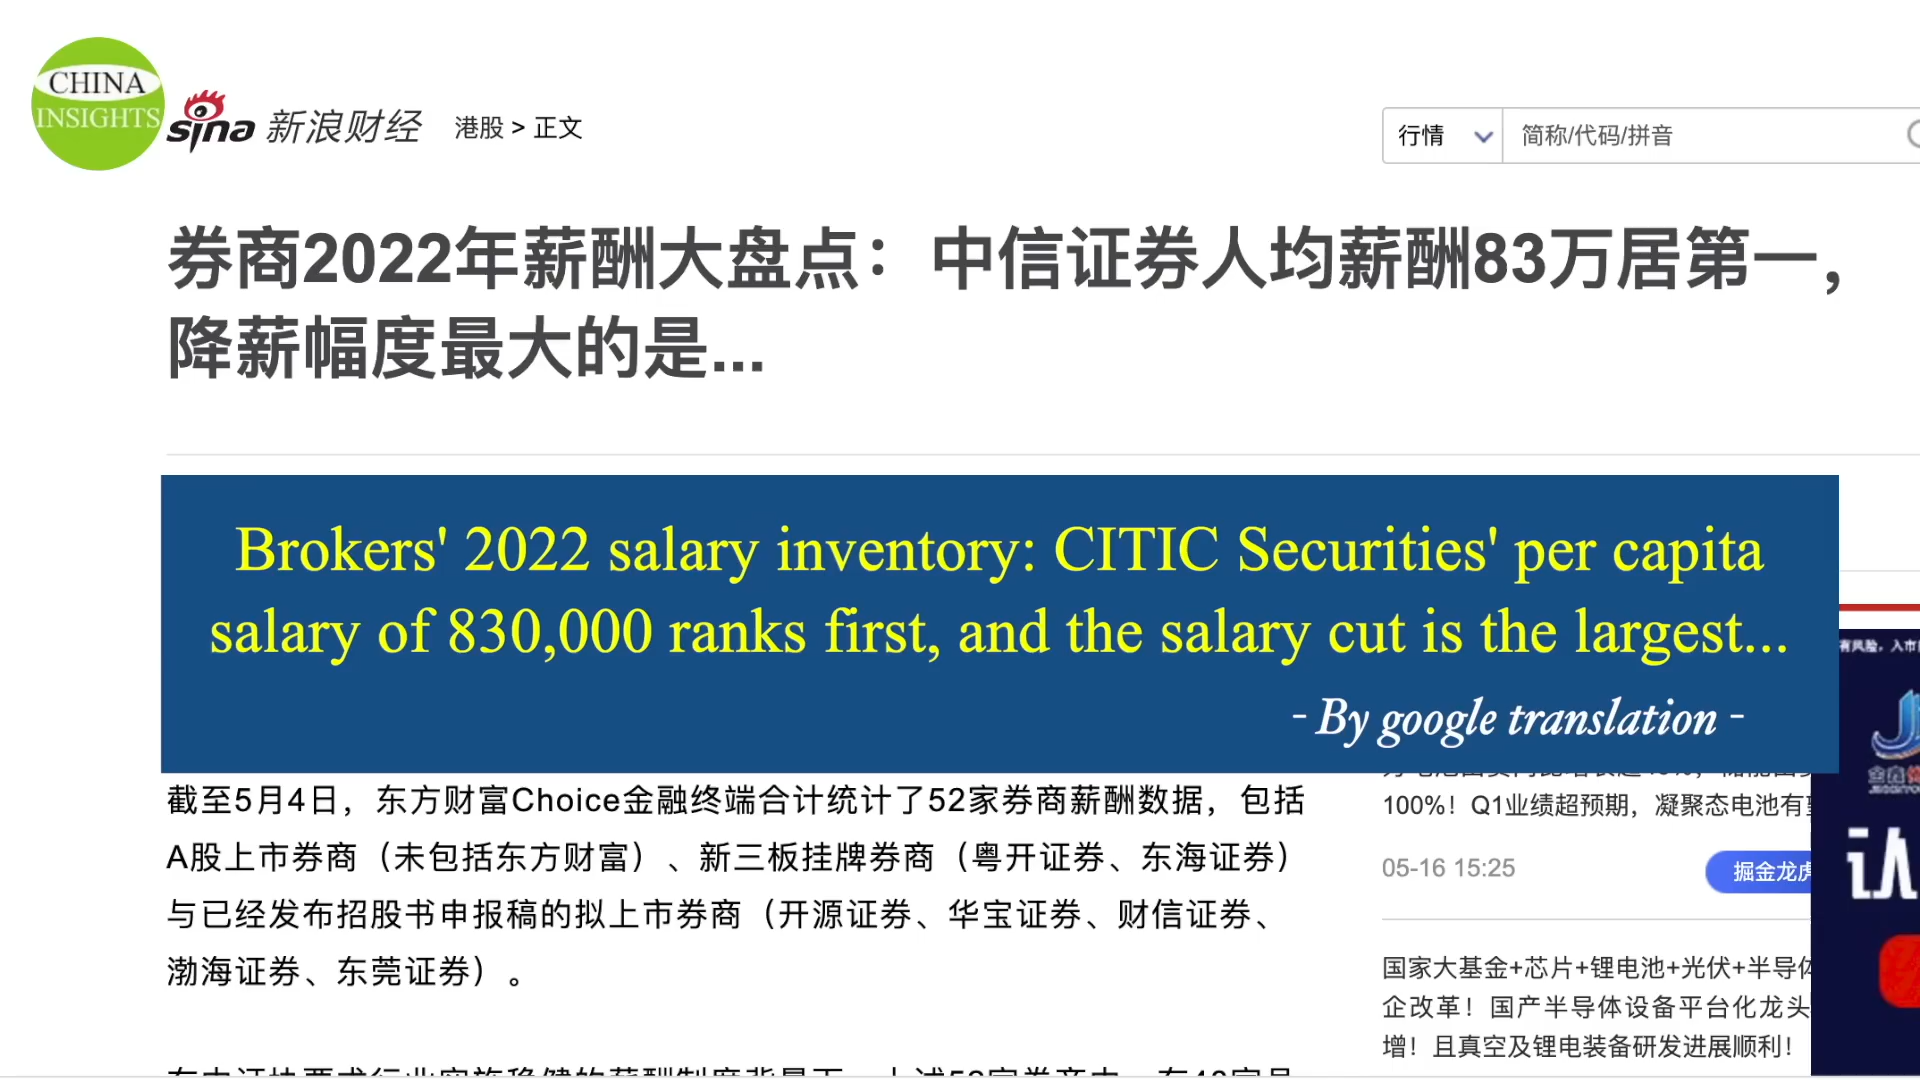 CHINA
INSIGHTS
sina 新浪财经 港股 > 正文
行情 简称/代码/拼音
券商2022年薪酬大盘点：中信证券人均薪酬83万居第一，
降薪幅度最大的是...
Brokers' 2022 salary inventory: CITIC Securities' per capita
salary of 830,000 ranks first, and the salary cut is the largest...
- By google translation -
截至5月4日，东方财富Choice金融终端合计统计了52家券商薪酬数据，包括
A股上市券商（未包括东方财富）、新三板挂牌券商（粤开证券、东海证券）
与已经发布招股书申报稿的拟上市券商（开源证券、华宝证券、财信证券、
渤海证券、东莞证券）。
100%！Q1业绩超预期，凝聚态电池有
05-16 15:25
掘金龙虎
国家大基金+芯片+锂电池+光伏+半导体
企改革！国产半导体设备平台化龙头
增！且真空及锂电装备研发进展顺利！
有风险，入市
认